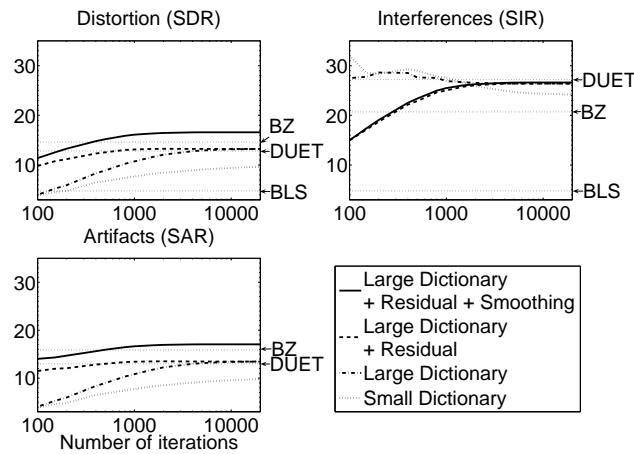 Distortion (SDR)
30
20
10
100
1000
10000
BZ
DUET
BLS
Interferences (SIR)
30
20
10
100
1000
10000
DUET
BZ
BLS
Artifacts (SAR)
30
20
10
100
1000
10000
Number of iterations
BZ
DUET
Large Dictionary
+ Residual + Smoothing
Large Dictionary
+ Residual
Large Dictionary
Small Dictionary